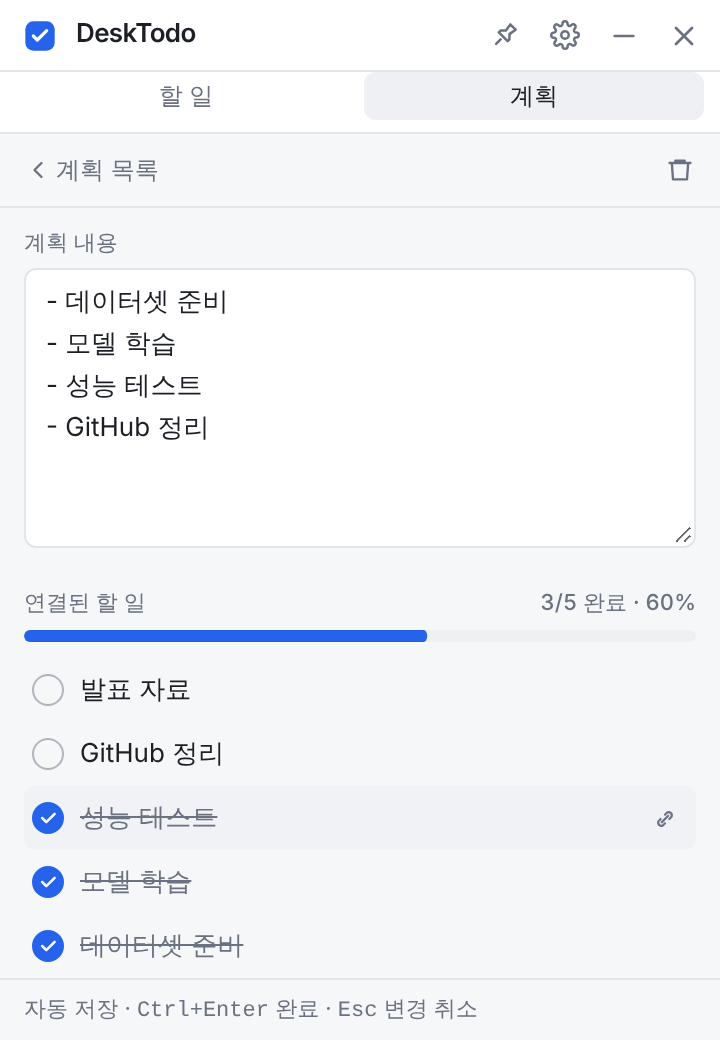 DeskTodo
할 일
계획
계획 목록
계획 내용
- 데이터셋 준비
- 모델 학습
- 성능 테스트
- GitHub 정리
연결된 할 일
3/5 완료 · 60%
발표 자료
GitHub 정리
성능 테스트
모델 학습
데이터셋 준비
자동 저장 · Ctrl+Enter 완료 · Esc 변경 취소